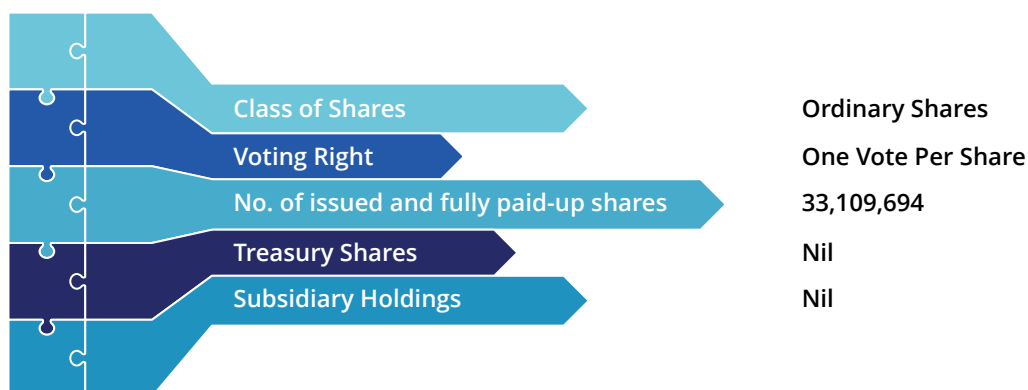 Class of Shares Ordinary Shares
Voting Right One Vote Per Share
No. of issued and fully paid-up shares 33,109,694
Treasury Shares Nil
Subsidiary Holdings Nil